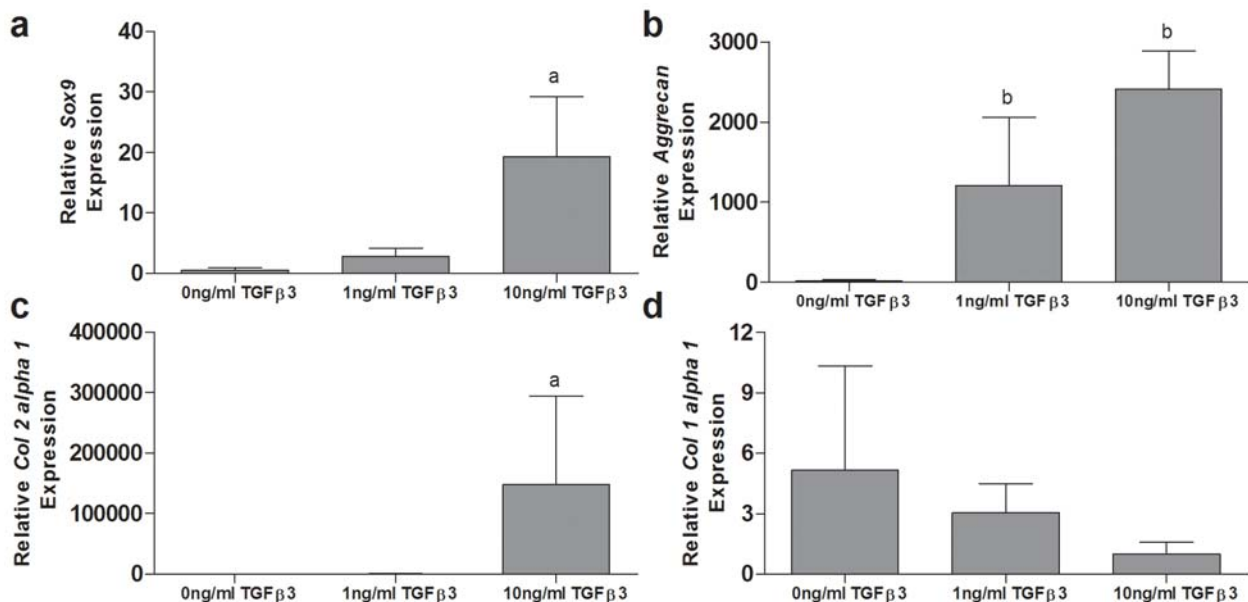 a
Relative Sox9
Expression
40
30
20
10
0
a
0ng/ml TGFβ3
1ng/ml TGFβ3
10ng/ml TGFβ3
b
Relative Aggrecan
Expression
3000
2000
1000
0
b
b
0ng/ml TGFβ3
1ng/ml TGFβ3
10ng/ml TGFβ3
c
Relative Col 2 alpha 1
Expression
400000
300000
200000
100000
0
a
0ng/ml TGFβ3
1ng/ml TGFβ3
10ng/ml TGFβ3
d
Relative Col 1 alpha 1
Expression
12
9
6
3
0
0ng/ml TGFβ3
1ng/ml TGFβ3
10ng/ml TGFβ3